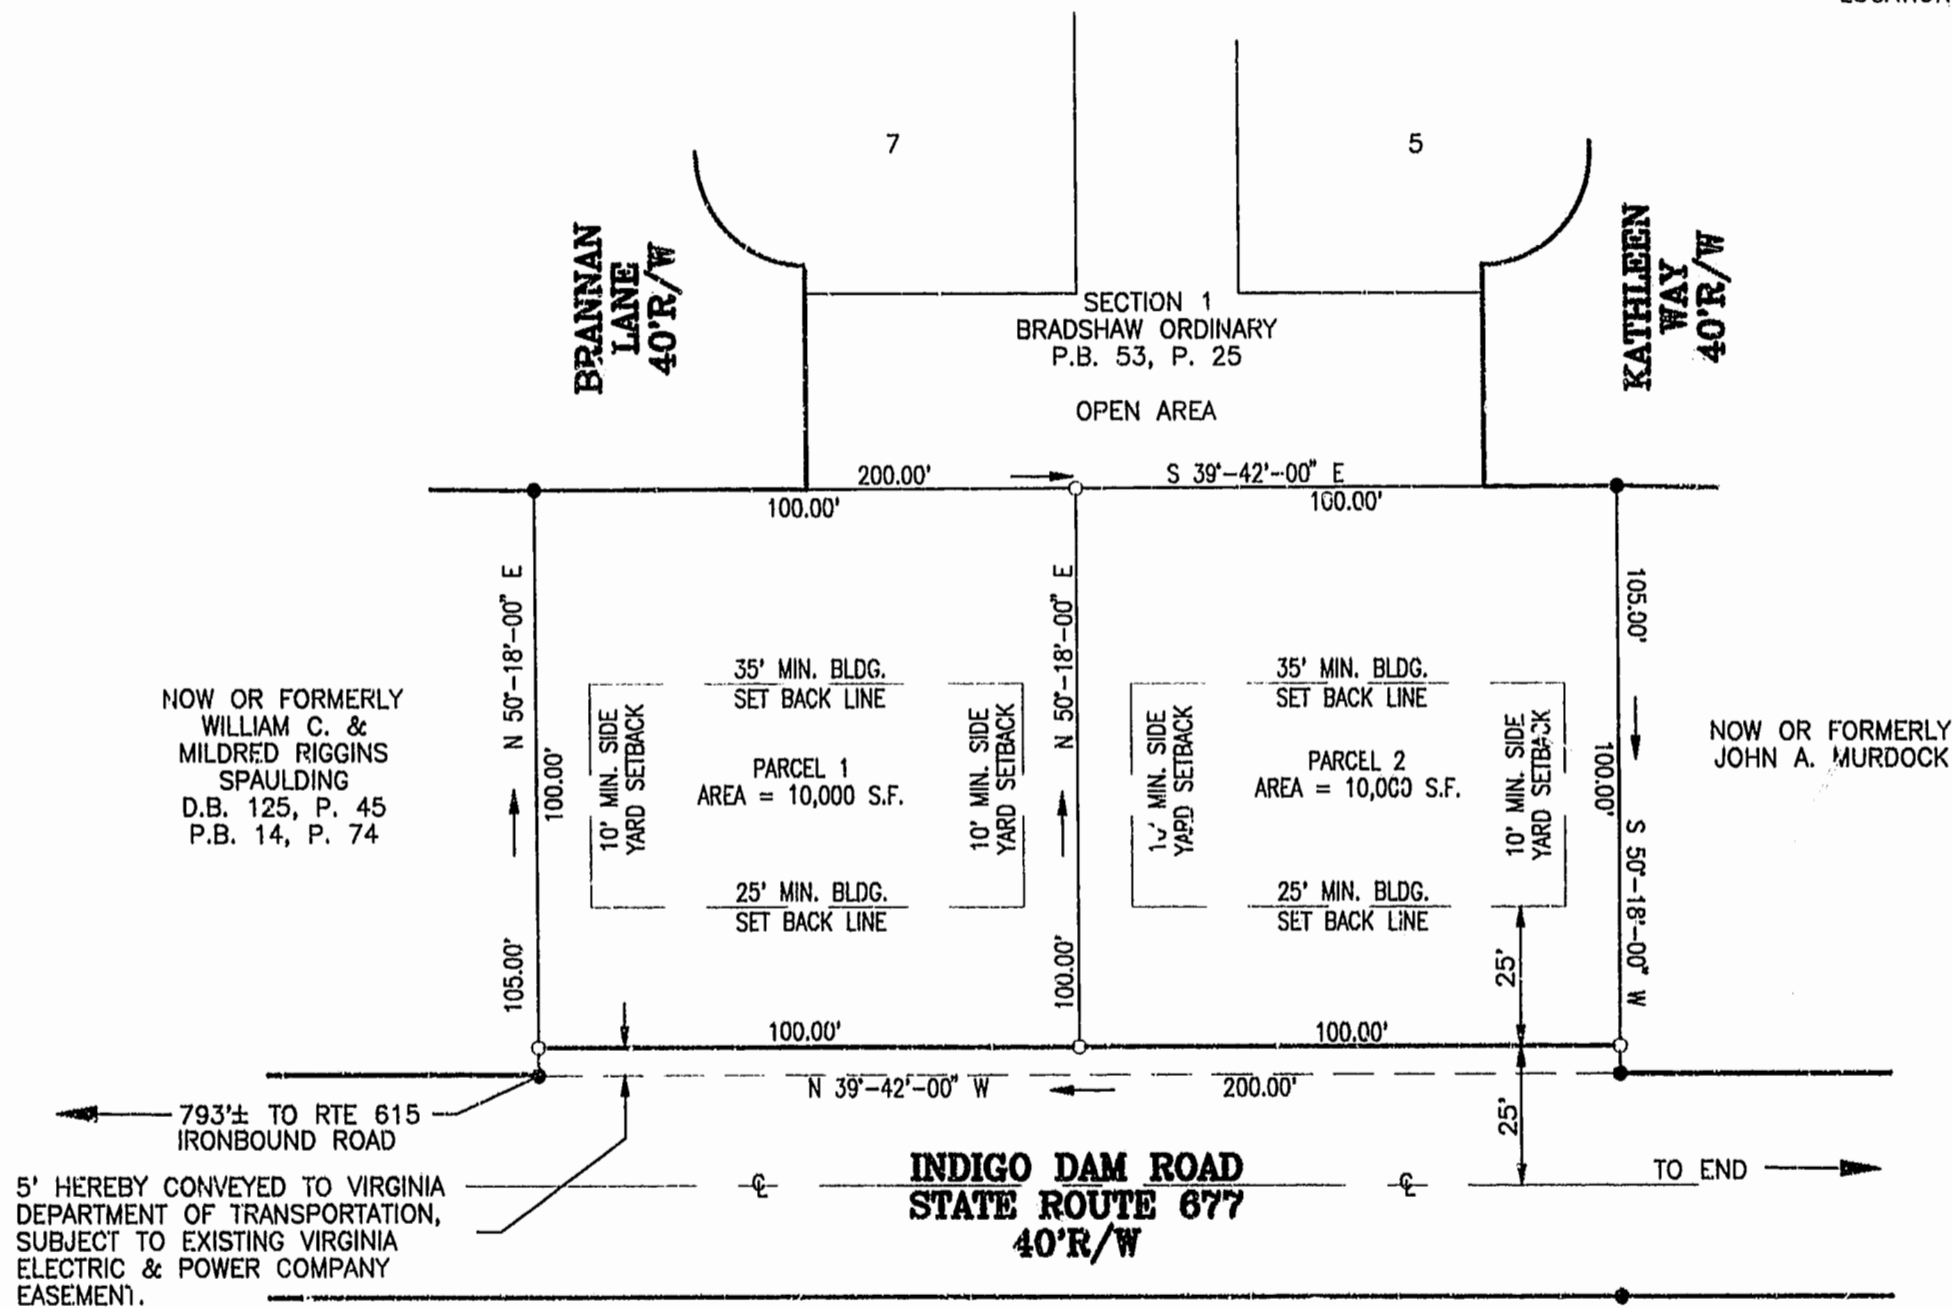 7
5
BRANNAN
LANE
40'R/W
KATHLEEN
WAY
40'R/W
SECTION 1
BRADSHAW ORDINARY
P.B. 53, P. 25
OPEN AREA
200.00'
S 39°-42'-00" E
100.00'
100.00'
N 50°-18'-00" E
100.00'
105.00'
N 50°-18'-00" E
100.00'
105.00'
100.00'
S 50°-18'-00" W
NOW OR FORMERLY
WILLIAM C. &
MILDRED RIGGINS
SPAULDING
D.B. 125, P. 45
P.B. 14, P. 74
35' MIN. BLDG.
SET BACK LINE
10' MIN. SIDE
YARD SETBACK
PARCEL 1
AREA = 10,000 S.F.
10' MIN. SIDE
YARD SETBACK
25' MIN. BLDG.
SET BACK LINE
35' MIN. BLDG.
SET BACK LINE
10' MIN. SIDE
YARD SETBACK
PARCEL 2
AREA = 10,000 S.F.
10' MIN. SIDE
YARD SETBACK
25' MIN. BLDG.
SET BACK LINE
NOW OR FORMERLY
JOHN A. MURDOCK
25'
100.00'
100.00'
N 39°-42'-00" W
200.00'
25'
793'± TO RTE 615
IRONBOUND ROAD
5' HEREBY CONVEYED TO VIRGINIA
DEPARTMENT OF TRANSPORTATION,
SUBJECT TO EXISTING VIRGINIA
ELECTRIC & POWER COMPANY
EASEMENT.
℄
INDIGO DAM ROAD
STATE ROUTE 677
40'R/W
℄
TO END